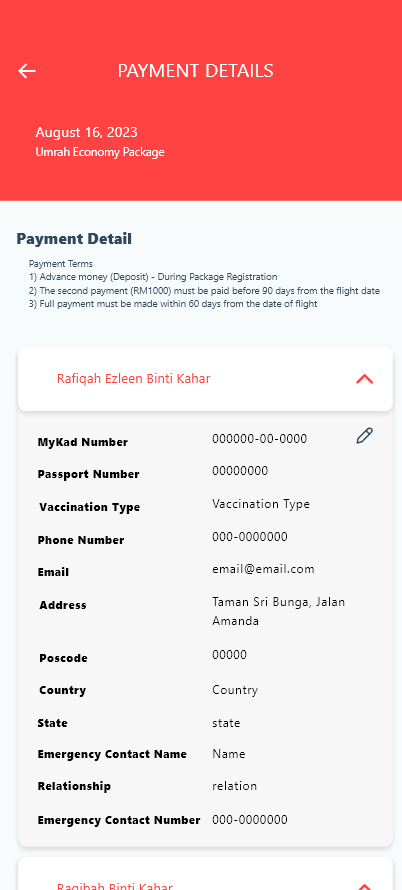 PAYMENT DETAILS
August 16, 2023
Umrah Economy Package
Payment Detail
Payment Terms
1) Advance money (Deposit) - During Package Registration
2) The second payment (RM1000) must be paid before 90 days from the flight date
3) Full payment must be made within 60 days from the date of flight
Rafiqah Ezleen Binti Kahar
MyKad Number 000000-00-0000
Passport Number 00000000
Vaccination Type Vaccination Type
Phone Number 000-0000000
Email email@email.com
Address Taman Sri Bunga, Jalan
Amanda
Poscode 00000
Country Country
State state
Emergency Contact Name Name
Relationship relation
Emergency Contact Number 000-0000000
Raqibah Binti Kahar